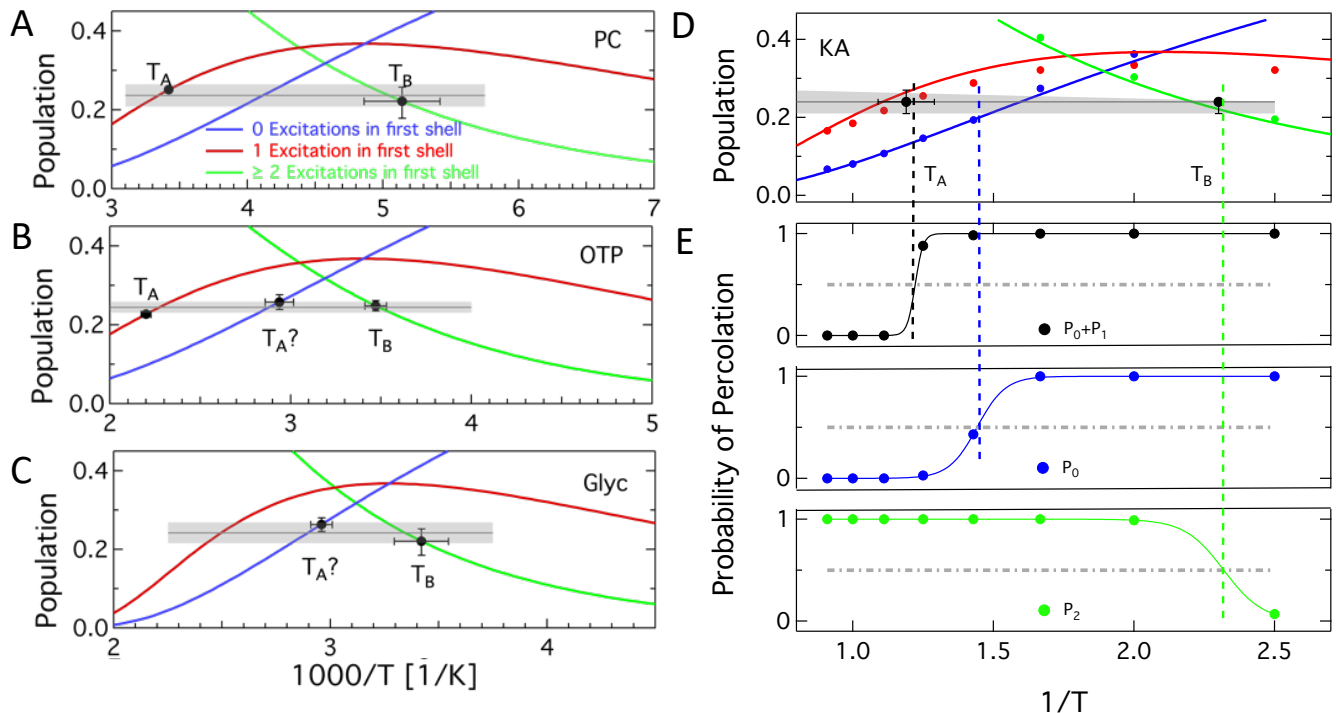 A
PC
Population
0.4
0.2
0.0
T_A
T_B
0 Excitations in first shell
1 Excitation in first shell
≥ 2 Excitations in first shell
3 4 5 6 7
B
OTP
Population
0.4
0.2
0.0
T_A
T_A?
T_B
2 3 4 5
C
Glyc
Population
0.4
0.2
0.0
T_A?
T_B
2 3 4
1000/T [1/K]
D
KA
Population
0.4
0.2
0.0
T_A
T_B
E
Probability of Percolation
1
0
P_0+P_1
1
0
P_0
1
0
P_2
1.0 1.5 2.0 2.5
1/T